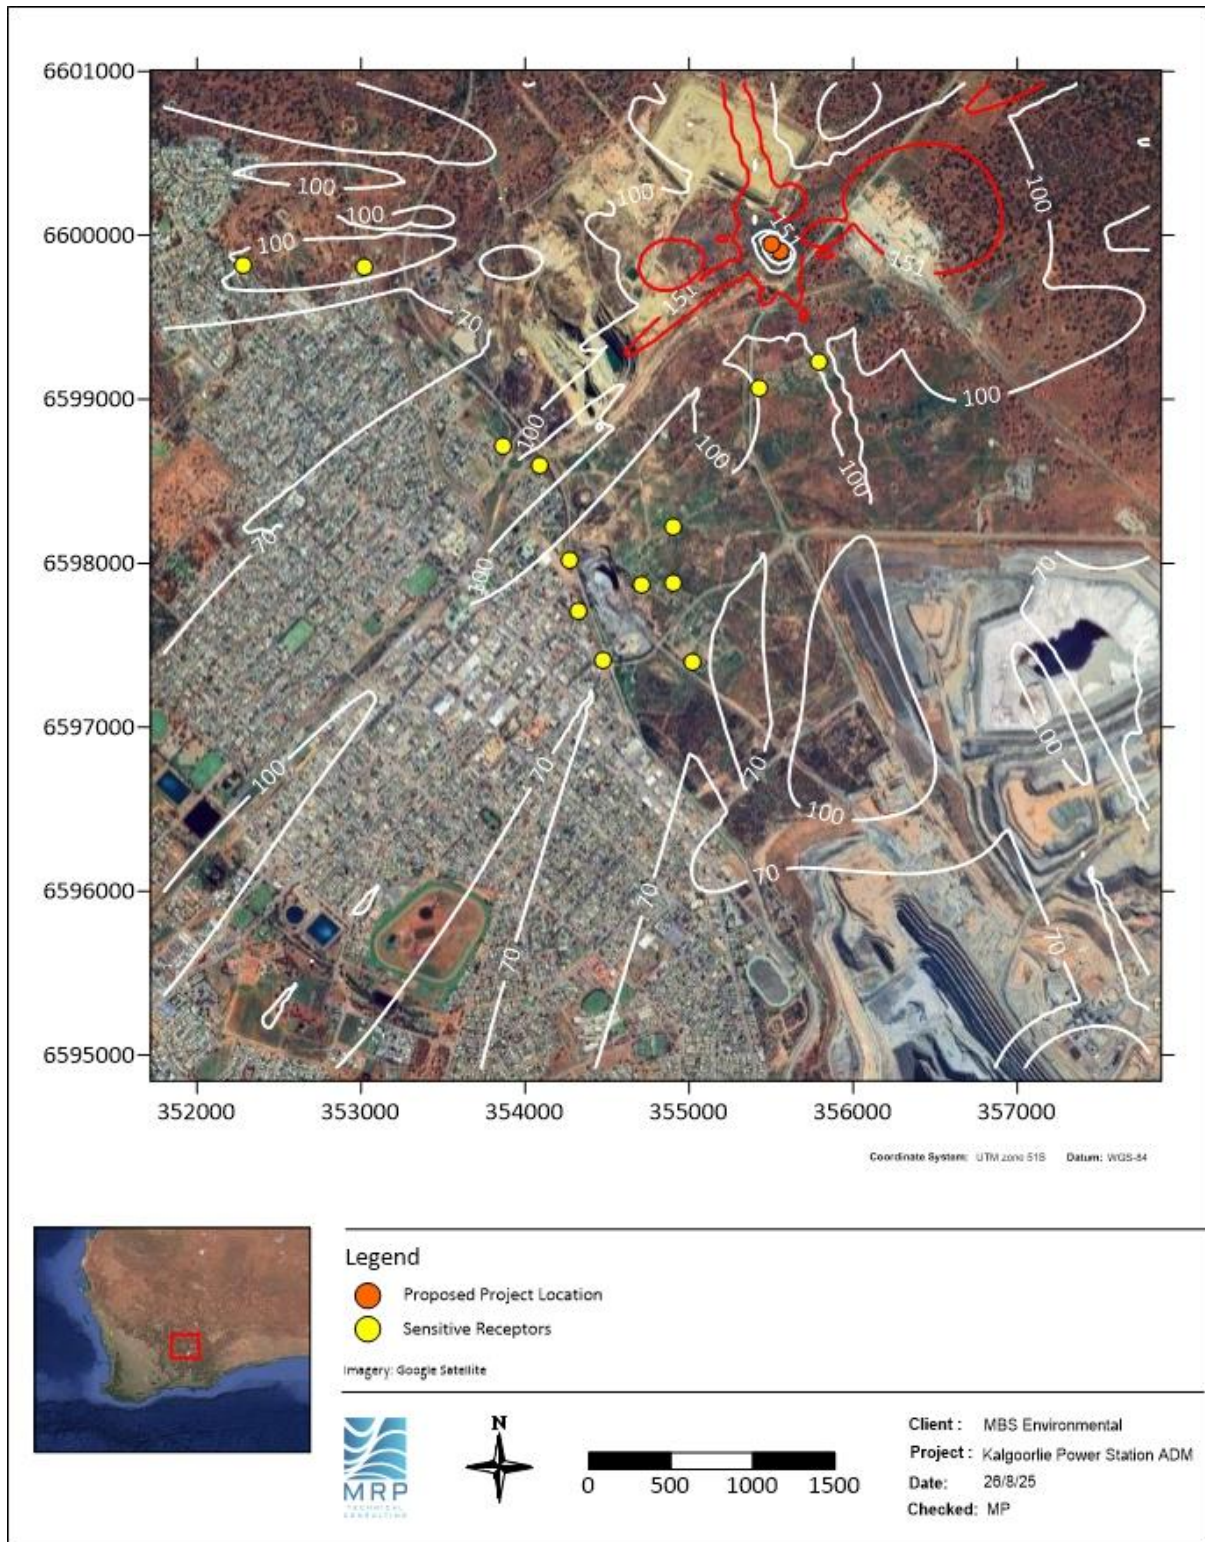 6601000
6600000
6599000
6598000
6597000
6596000
6595000
100
100
100
100
151
151
151
100
70
100
100
100
100
70
100
70
100
100
70
70
100
70
70
70
70
352000 353000 354000 355000 356000 357000
Coordinate System: UTM zone 51S Datum: WGS-84
Legend
Proposed Project Location
Sensitive Receptors
Imagery: Google Satellite
MRP
TECHNICAL
CONSULTING
N
0 500 1000 1500
Client : MBS Environmental
Project : Kalgoorlie Power Station ADM
Date: 26/8/25
Checked: MP